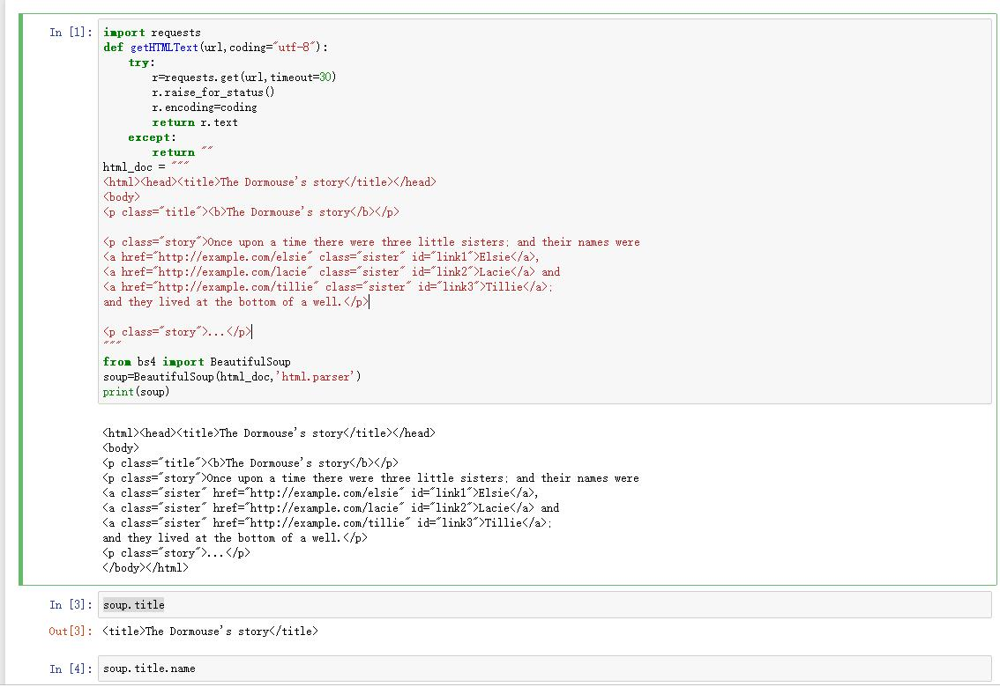 In [1]: import requests
def getHTMLText(url,coding="utf-8"):
try:
r=requests.get(url,timeout=30)
r.raise_for_status()
r.encoding=coding
return r.text
except:
return ""
html_doc = """
<html><head><title>The Dormouse's story</title></head>
<body>
<p class="title"><b>The Dormouse's story</b></p>
<p class="story">Once upon a time there were three little sisters; and their names were
<a href="http://example.com/elsie" class="sister" id="link1">Elsie</a>,
<a href="http://example.com/lacie" class="sister" id="link2">Lacie</a> and
<a href="http://example.com/tillie" class="sister" id="link3">Tillie</a>;
and they lived at the bottom of a well.</p>
<p class="story">...</p>
"""
from bs4 import BeautifulSoup
soup=BeautifulSoup(html_doc,'html.parser')
print(soup)
<html><head><title>The Dormouse's story</title></head>
<body>
<p class="title"><b>The Dormouse's story</b></p>
<p class="story">Once upon a time there were three little sisters; and their names were
<a class="sister" href="http://example.com/elsie" id="link1">Elsie</a>,
<a class="sister" href="http://example.com/lacie" id="link2">Lacie</a> and
<a class="sister" href="http://example.com/tillie" id="link3">Tillie</a>;
and they lived at the bottom of a well.</p>
<p class="story">...</p>
</body></html>
In [3]: soup.title
Out[3]: <title>The Dormouse's story</title>
In [4]: soup.title.name